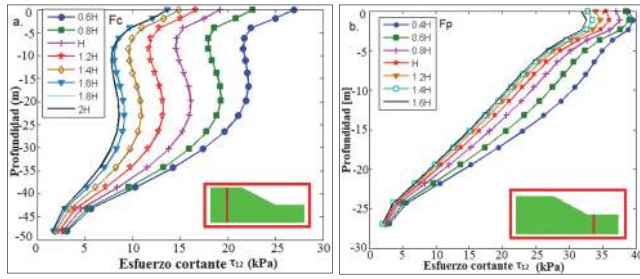 a.
Fc
0.6H
0.8H
H
1.2H
1.4H
1.6H
1.8H
2H
0
-5
-10
-15
-20
-25
-30
-35
-40
-45
-50
0 5 10 15 20 25 30
Profundidad (m)
Esfuerzo cortante τ12 (kPa)
b.
Fp
0.4H
0.6H
0.8H
H
1.2H
1.4H
1.6H
0
-5
-10
-15
-20
-25
-30
0 5 10 15 20 25 30 35 40
Profundidad [m]
Esfuerzo cortante τ12 (kPa)